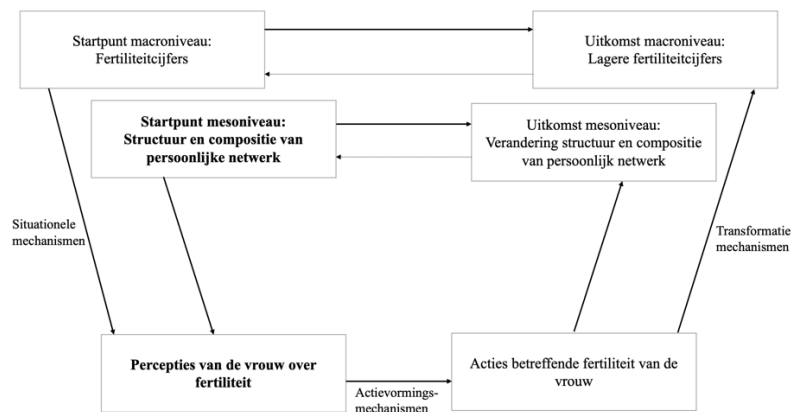 Startpunt macroniveau:
Fertiliteitcijfers
Uitkomst macroniveau:
Lagere fertiliteitcijfers
Startpunt mesoniveau:
Structuur en compositie van
persoonlijke netwerk
Uitkomst mesoniveau:
Verandering structuur en compositie
van persoonlijk netwerk
Situationele
mechanismen
Transformatie
mechanismen
Percepties van de vrouw over
fertiliteit
Actievormings-
mechanismen
Acties betreffende fertiliteit van de
vrouw